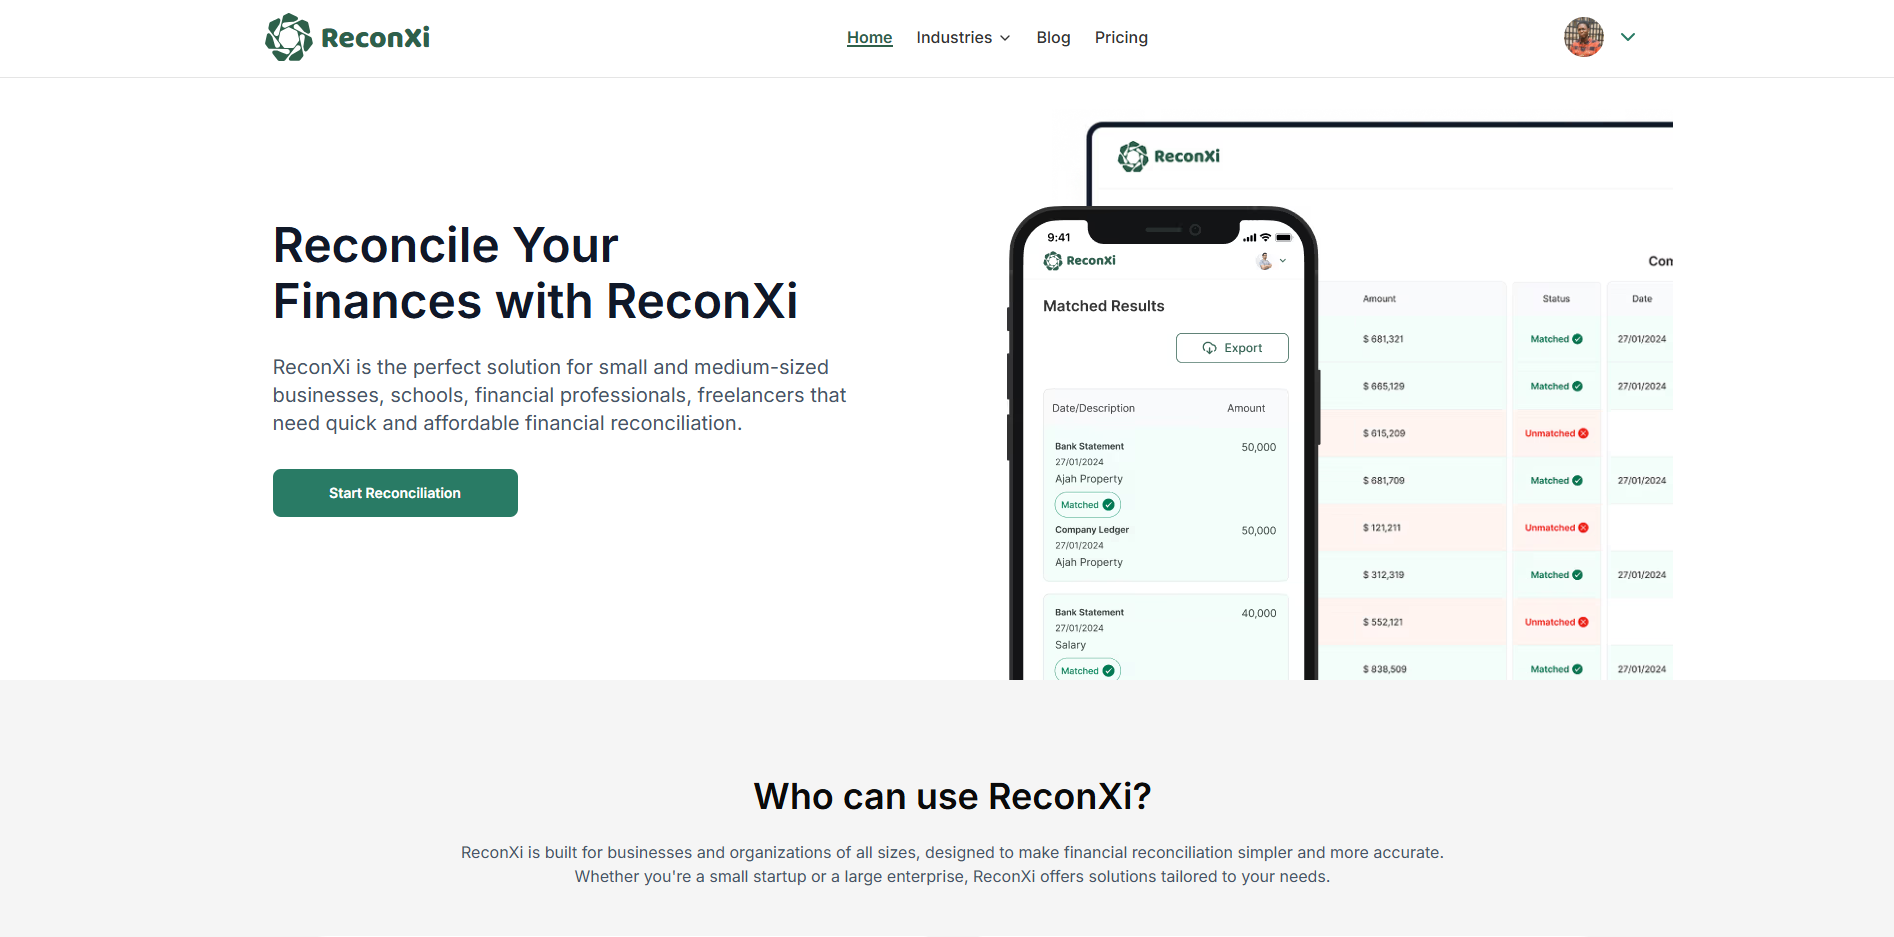 ReconXi
Home Industries Blog Pricing
Reconcile Your
Finances with ReconXi
ReconXi is the perfect solution for small and medium-sized
businesses, schools, financial professionals, freelancers that
need quick and affordable financial reconciliation.
Start Reconciliation
ReconXi
9:41
ReconXi
Matched Results
Export
Date/Description Amount
Bank Statement 50,000
27/01/2024
Ajah Property
Matched
Company Ledger 50,000
27/01/2024
Ajah Property
Bank Statement 40,000
27/01/2024
Salary
Matched
Com
Amount Status Date
$ 681,321 Matched 27/01/2024
$ 665,129 Matched 27/01/2024
$ 615,209 Unmatched
$ 681,709 Matched 27/01/2024
$ 121,211 Unmatched
$ 312,319 Matched 27/01/2024
$ 552,121 Unmatched
$ 838,509 Matched 27/01/2024
Who can use ReconXi?
ReconXi is built for businesses and organizations of all sizes, designed to make financial reconciliation simpler and more accurate.
Whether you're a small startup or a large enterprise, ReconXi offers solutions tailored to your needs.